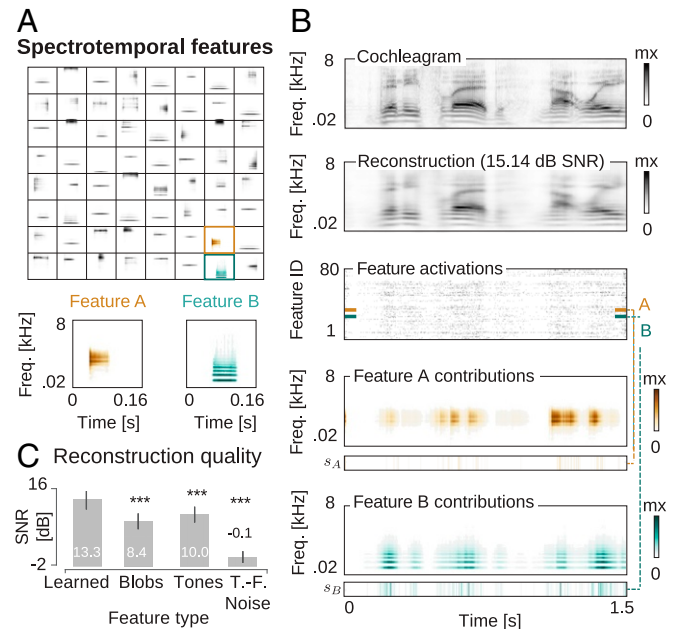 A
Spectrotemporal features
Feature A
Feature B
Freq. [kHz]
8
.02
0
0.16
0
0.16
Time [s]
Time [s]
C Reconstruction quality
SNR
[dB]
16
-2
***
***
***
-0.1
13.3
8.4
10.0
Learned
Blobs
Tones
T.-F.
Noise
Feature type
B
Cochleagram
Freq. [kHz]
8
.02
mx
0
Reconstruction (15.14 dB SNR)
Freq. [kHz]
8
.02
mx
0
Feature activations
Feature ID
80
1
A
B
Feature A contributions
Freq. [kHz]
8
.02
mx
0
sA
Feature B contributions
Freq. [kHz]
8
.02
mx
0
sB
0
1.5
Time [s]